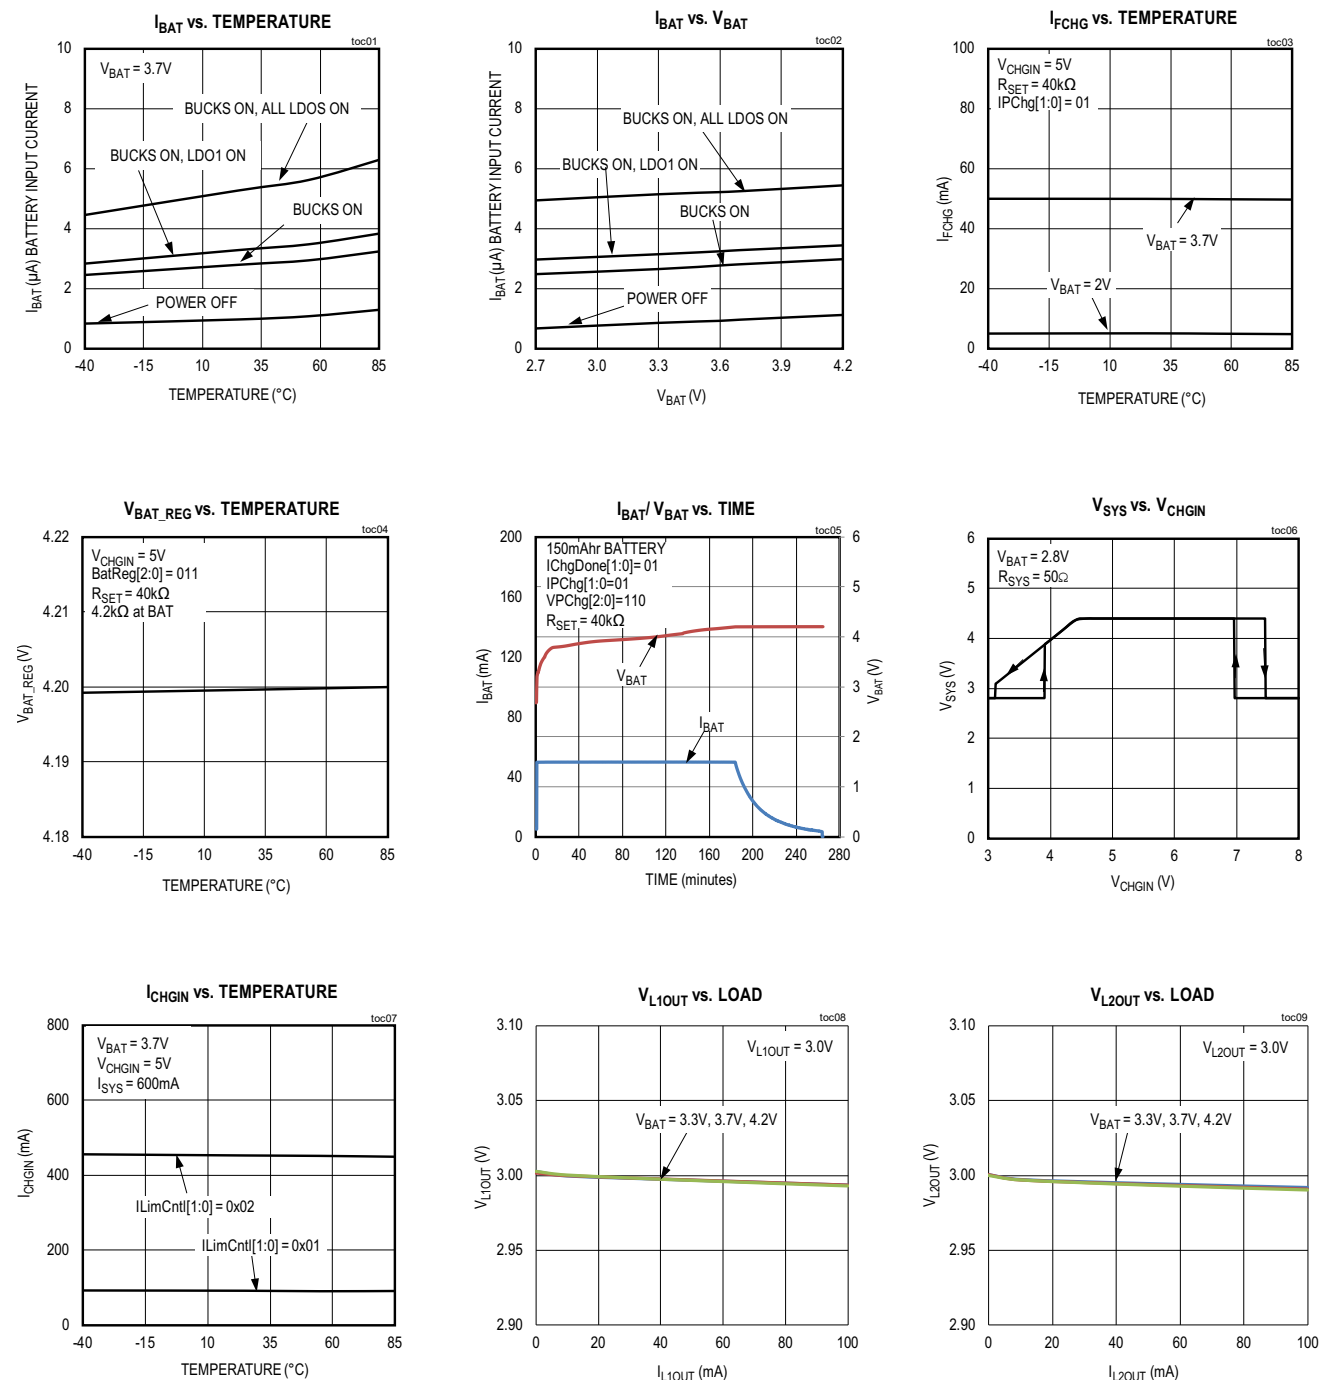 IBAT vs. TEMPERATURE
toc01
IBAT (µA) BATTERY INPUT CURRENT
10
8
6
4
2
0
VBAT = 3.7V
BUCKS ON, ALL LDOS ON
BUCKS ON, LDO1 ON
BUCKS ON
POWER OFF
-40 -15 10 35 60 85
TEMPERATURE (°C)
IBAT vs. VBAT
toc02
IBAT (µA) BATTERY INPUT CURRENT
10
8
6
4
2
0
BUCKS ON, ALL LDOS ON
BUCKS ON, LDO1 ON
BUCKS ON
POWER OFF
2.7 3.0 3.3 3.6 3.9 4.2
VBAT (V)
IFCHG vs. TEMPERATURE
toc03
IFCHG (mA)
100
80
60
40
20
0
VCHGIN = 5V
RSET = 40kΩ
IPChg[1:0] = 01
VBAT = 3.7V
VBAT = 2V
-40 -15 10 35 60 85
TEMPERATURE (°C)
VBAT_REG vs. TEMPERATURE
toc04
VBAT_REG (V)
4.22
4.21
4.20
4.19
4.18
VCHGIN = 5V
BatReg[2:0] = 011
RSET = 40kΩ
4.2kΩ at BAT
-40 -15 10 35 60 85
TEMPERATURE (°C)
IBAT/ VBAT vs. TIME
toc05
IBAT (mA)
200
160
120
80
40
0
150mAhr BATTERY
IChgDone[1:0]= 01
IPChg[1:0=01
VPChg[2:0]=110
RSET = 40kΩ
VBAT
IBAT
6
5
4
3
2
1
0
VBAT (V)
0 40 80 120 160 200 240 280
TIME (minutes)
VSYS vs. VCHGIN
toc06
VSYS (V)
6
5
4
3
2
1
0
VBAT = 2.8V
RSYS = 50Ω
3 4 5 6 7 8
VCHGIN (V)
ICHGIN vs. TEMPERATURE
toc07
ICHGIN (mA)
800
600
400
200
0
VBAT = 3.7V
VCHGIN = 5V
ISYS = 600mA
ILimCntl[1:0] = 0x02
ILimCntl[1:0] = 0x01
-40 -15 10 35 60 85
TEMPERATURE (°C)
VL1OUT vs. LOAD
toc08
VL1OUT (V)
3.10
3.05
3.00
2.95
2.90
VL1OUT = 3.0V
VBAT = 3.3V, 3.7V, 4.2V
0 20 40 60 80 100
IL1OUT (mA)
VL2OUT vs. LOAD
toc09
VL2OUT (V)
3.10
3.05
3.00
2.95
2.90
VL2OUT = 3.0V
VBAT = 3.3V, 3.7V, 4.2V
0 20 40 60 80 100
IL2OUT (mA)